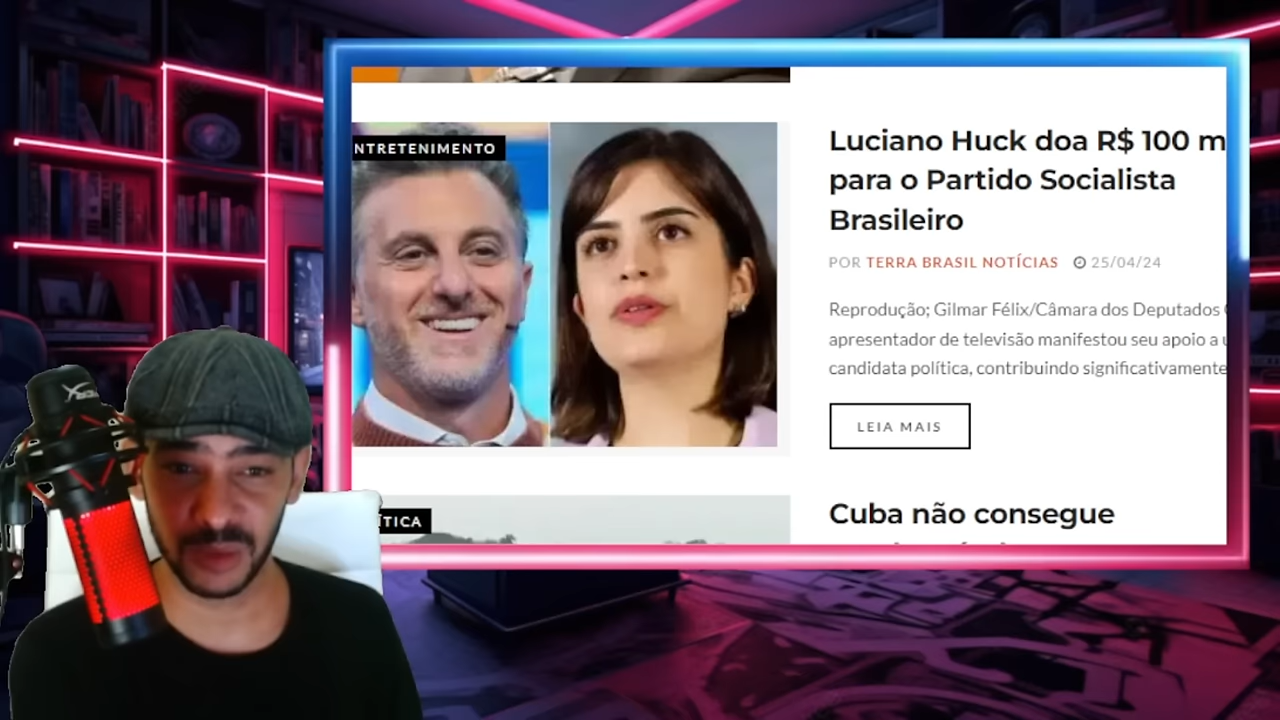 NTRETENIMENTO
Luciano Huck doa R$ 100 m
para o Partido Socialista
Brasileiro
POR TERRA BRASIL NOTÍCIAS 25/04/24
Reprodução; Gilmar Félix/Câmara dos Deputados
apresentador de televisão manifestou seu apoio a u
candidata política, contribuindo significativamente
LEIA MAIS
ÍTICA
Cuba não consegue